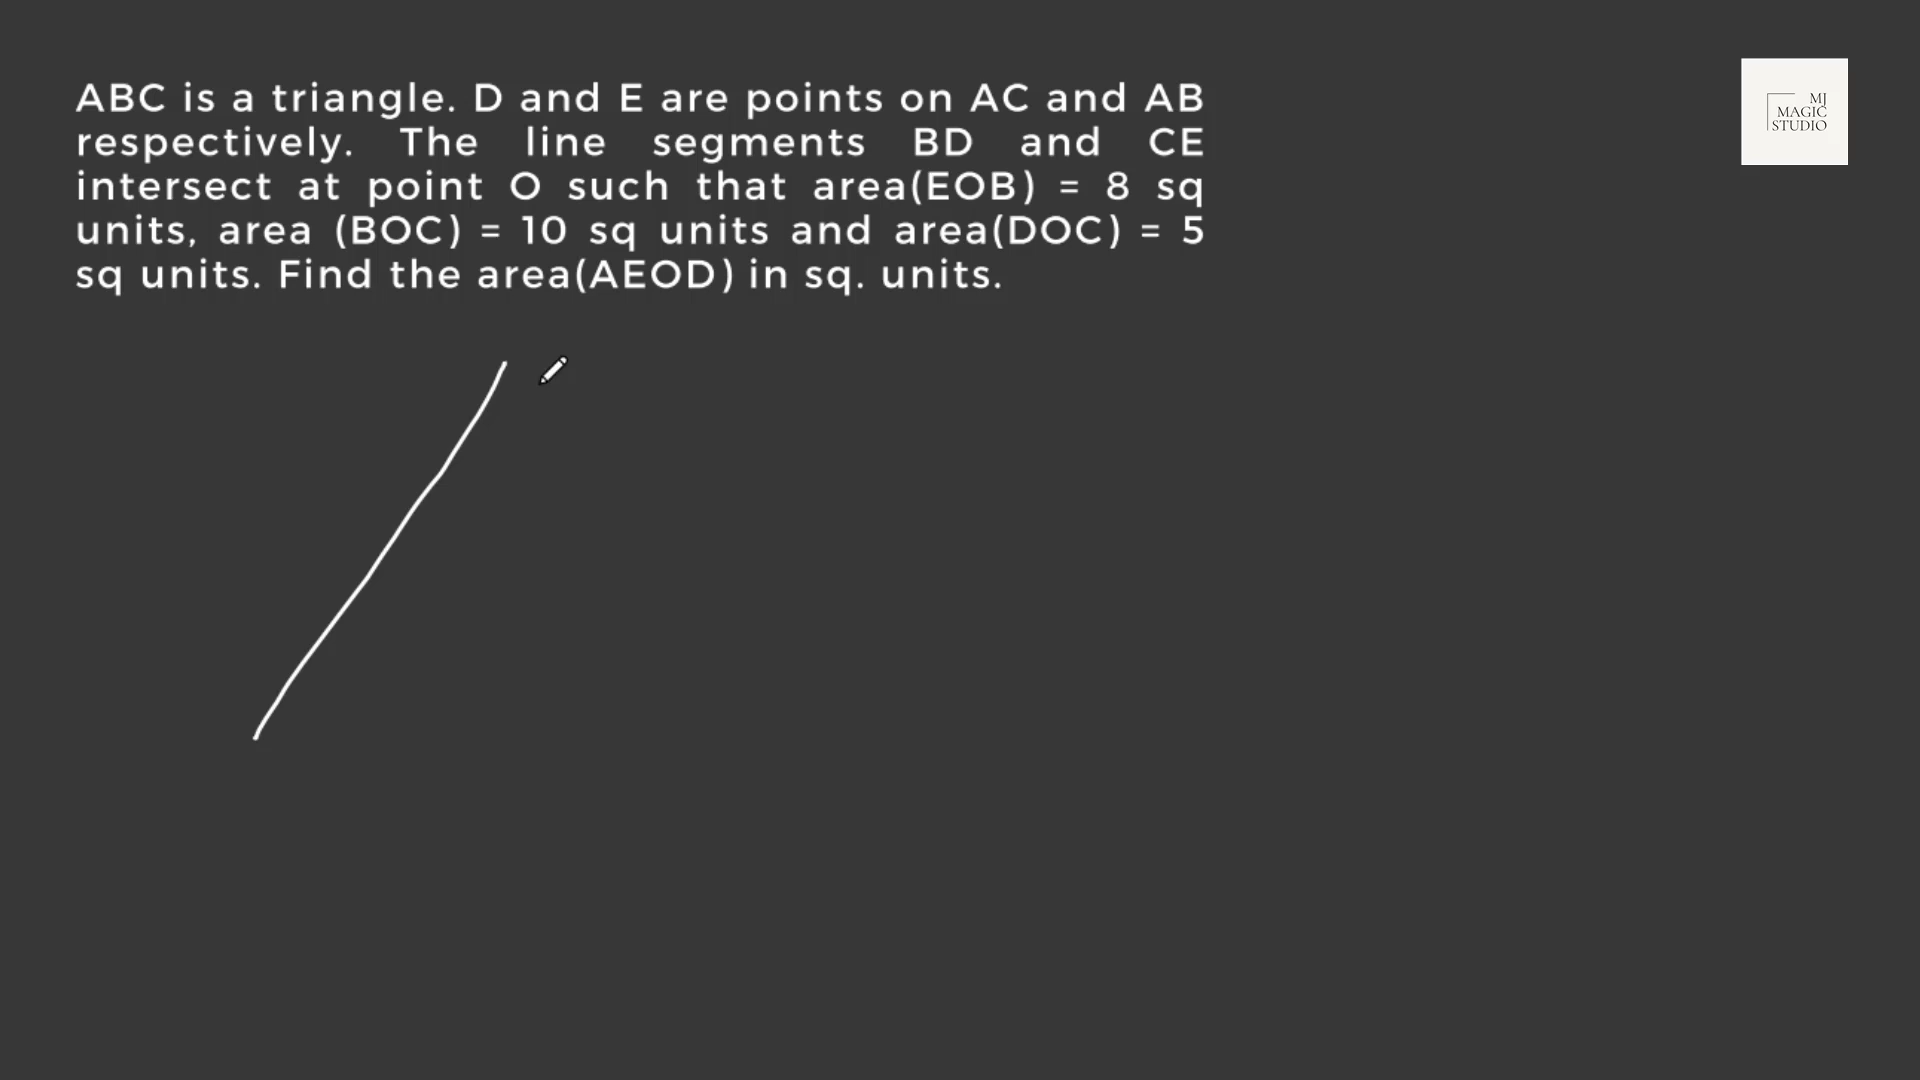 ABC is a triangle. D and E are points on AC and AB
respectively. The line segments BD and CE
intersect at point O such that area(EOB) = 8 sq
units, area (BOC) = 10 sq units and area(DOC) = 5
sq units. Find the area(AEOD) in sq. units.
MJ
MAGIC
STUDIO